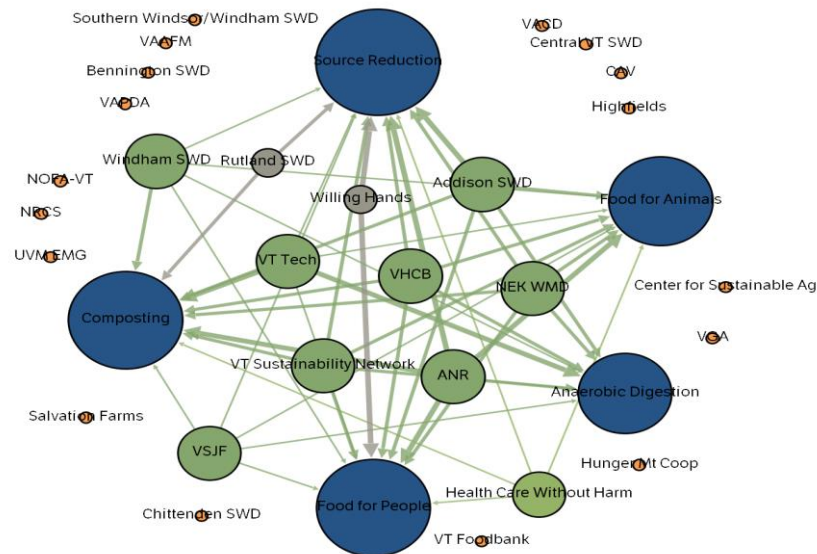 Southern Windsor/Windham SWD
VACD
VAAFM
Central VT SWD
Source Reduction
Bennington SWD
CAV
VAPDA
Highfields
Windham SWD
Rutland SWD
NOFA-VT
Addison SWD
Willing Hands
Food for Animals
NRCS
UVM EMG
VT Tech
VHCB
NEK WMD
Center for Sustainable Ag
Composting
VGA
VT Sustainability Network
ANR
Anaerobic Digestion
Salvation Farms
VSJF
Hunger Mt Coop
Health Care Without Harm
Food for People
Chittenden SWD
VT Foodbank